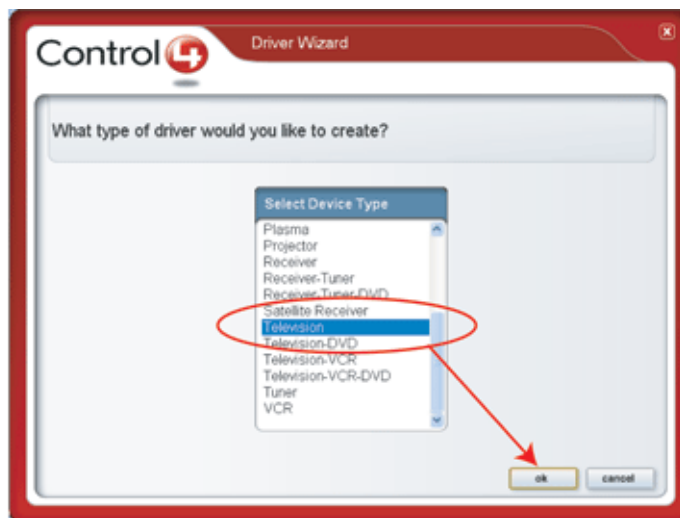 Control4
Driver Wizard
What type of driver would you like to create?
Select Device Type
Plasma
Projector
Receiver
Receiver-Tuner
Receiver-Tuner-DVD
Satellite Receiver
Television
Television-DVD
Television-VCR
Television-VCR-DVD
Tuner
VCR
ok cancel